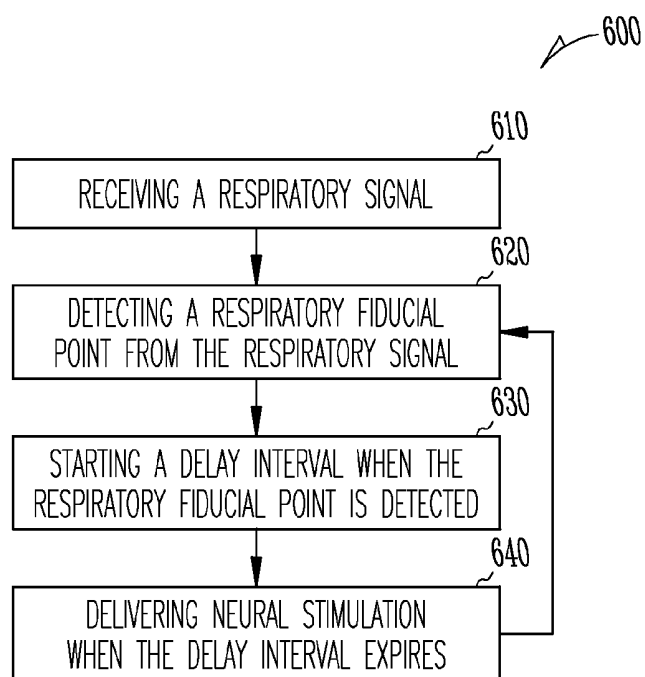 600
610
RECEIVING A RESPIRATORY SIGNAL
620
DETECTING A RESPIRATORY FIDUCIAL
POINT FROM THE RESPIRATORY SIGNAL
630
STARTING A DELAY INTERVAL WHEN THE
RESPIRATORY FIDUCIAL POINT IS DETECTED
640
DELIVERING NEURAL STIMULATION
WHEN THE DELAY INTERVAL EXPIRES